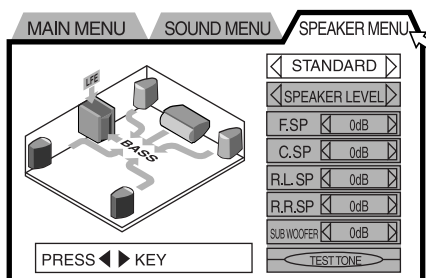 MAIN MENU SOUND MENU SPEAKER MENU
STANDARD
SPEAKER LEVEL
F.SP 0dB
C.SP 0dB
R.L.SP 0dB
R.R.SP 0dB
SUB WOOFER 0dB
TEST TONE
LFE
BASS
PRESS ◀ ▶ KEY